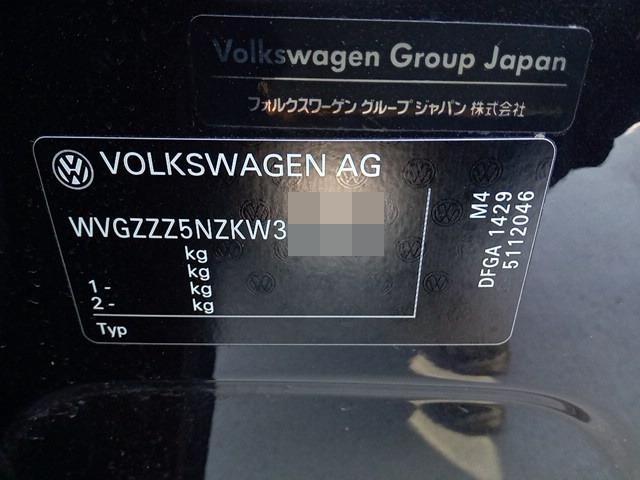 Volkswagen Group Japan
フォルクスワーゲン グループ ジャパン 株式会社
VOLKSWAGEN AG
WVGZZZ5NZKW3
kg
kg
1 - kg
2 - kg
Typ
M4
DFGA 1429
5112046